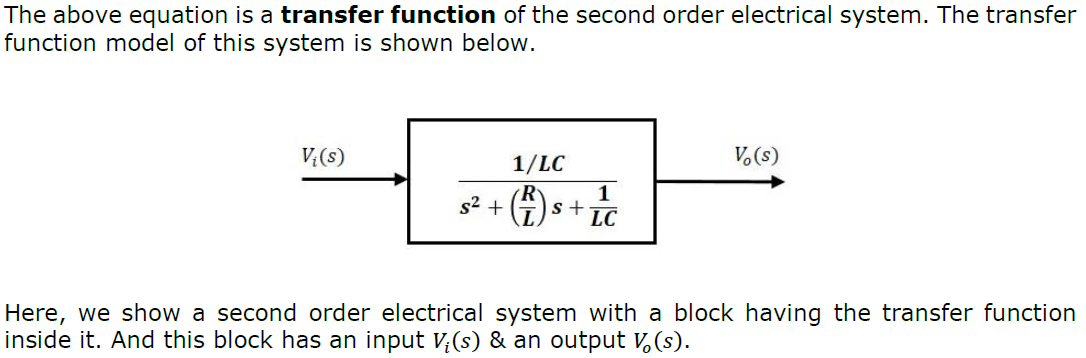 The above equation is a transfer function of the second order electrical system. The transfer
function model of this system is shown below.
Vᵢ(s)
1/LC
s² + (R/L) s + 1/LC
Vₒ(s)
Here, we show a second order electrical system with a block having the transfer function
inside it. And this block has an input Vᵢ(s) & an output Vₒ(s).